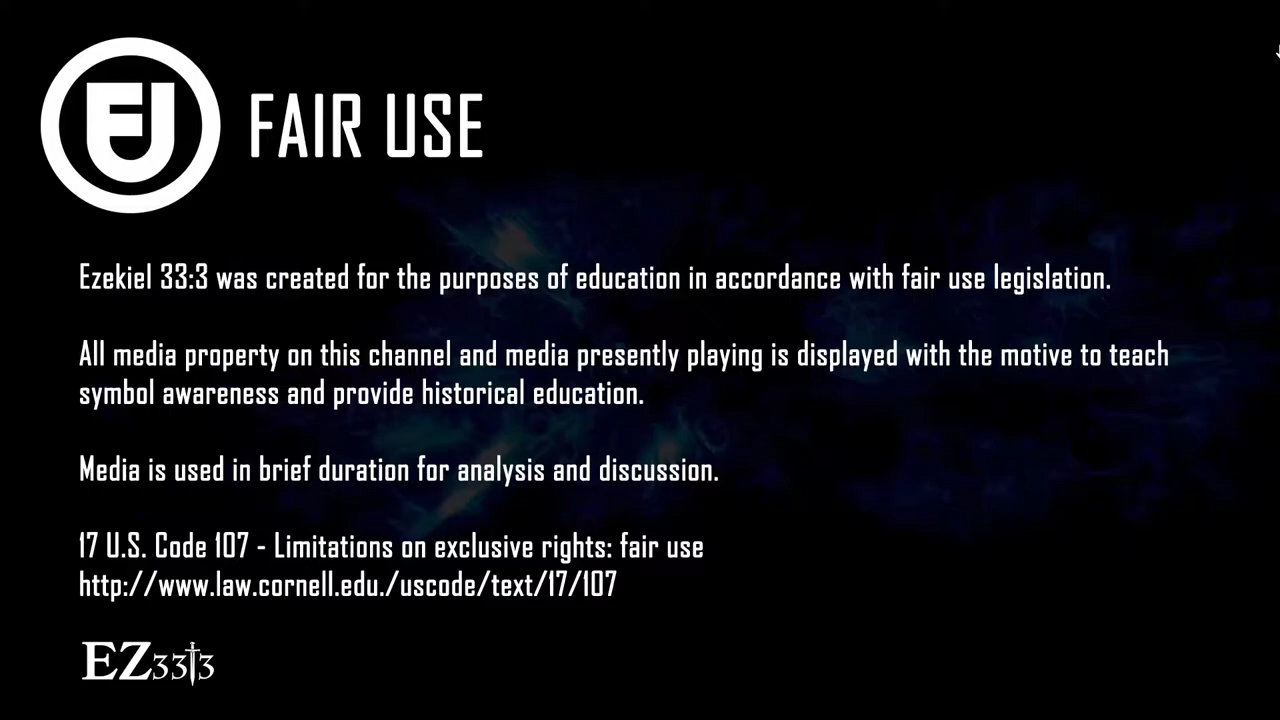 FU
FAIR USE
Ezekiel 33:3 was created for the purposes of education in accordance with fair use legislation.
All media property on this channel and media presently playing is displayed with the motive to teach
symbol awareness and provide historical education.
Media is used in brief duration for analysis and discussion.
17 U.S. Code 107 - Limitations on exclusive rights: fair use
http://www.law.cornell.edu./uscode/text/17/107
EZ33:3